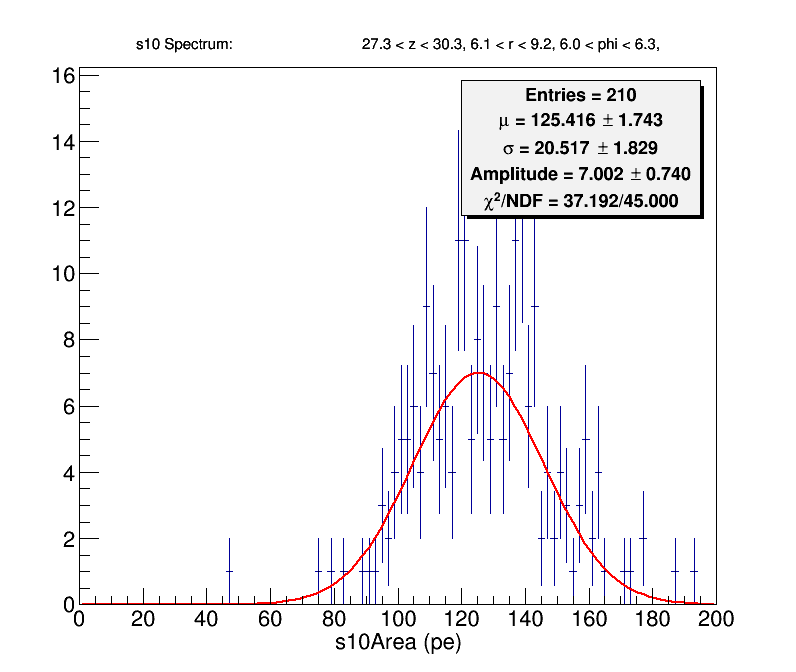 s10 Spectrum: 27.3 < z < 30.3, 6.1 < r < 9.2, 6.0 < phi < 6.3,
Entries = 210
μ = 125.416 ± 1.743
σ = 20.517 ± 1.829
Amplitude = 7.002 ± 0.740
χ²/NDF = 37.192/45.000
16
14
12
10
8
6
4
2
0
0 20 40 60 80 100 120 140 160 180 200
s10Area (pe)